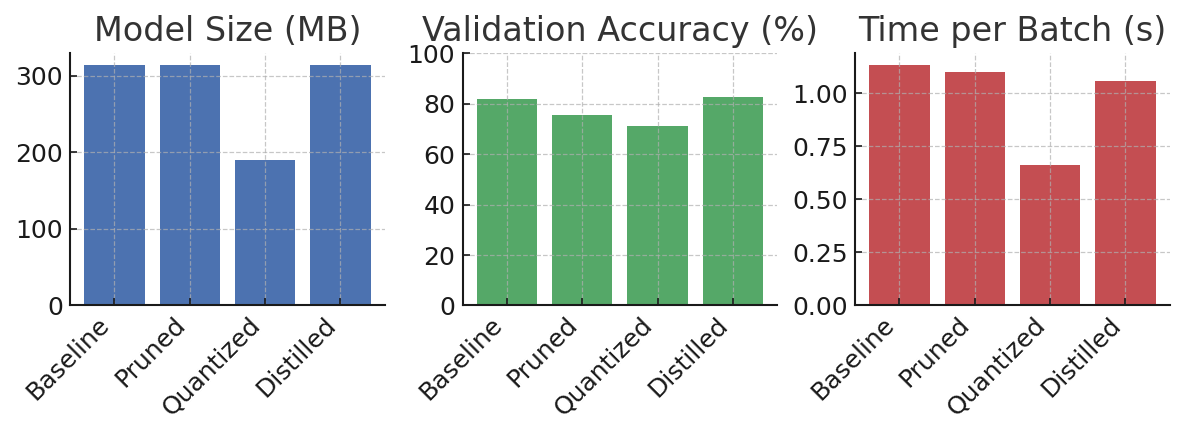 Model Size (MB)
300
200
100
0
Baseline
Pruned
Quantized
Distilled
Validation Accuracy (%)
100
80
60
40
20
0
Baseline
Pruned
Quantized
Distilled
Time per Batch (s)
1.00
0.75
0.50
0.25
0.00
Baseline
Pruned
Quantized
Distilled